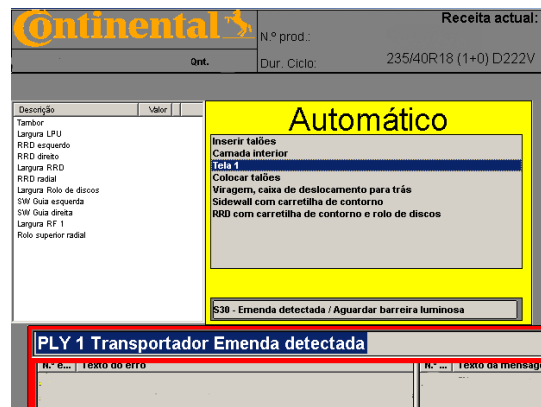 Continental
Receita actual:
N.º prod.:
Qnt.
Dur. Ciclo:
235/40R18 (1+0) D222V
Descrição Valor
Tambor
Largura LPU
RRD esquerdo
RRD direito
Largura RRD
RRD radial
Largura Rolo de discos
SW Guia esquerda
SW Guia direita
Largura RF 1
Rolo superior radial
Automático
Inserir talões
Camada interior
Tela 1
Colocar talões
Viragem, caixa de deslocamento para trás
Sidewall com carretilha de contorno
RRD com carretilha de contorno e rolo de discos
S30 - Emenda detectada / Aguardar barreira luminosa
PLY 1 Transportador Emenda detectada
N.º e... Texto do erro
N.º ... Texto da mensag